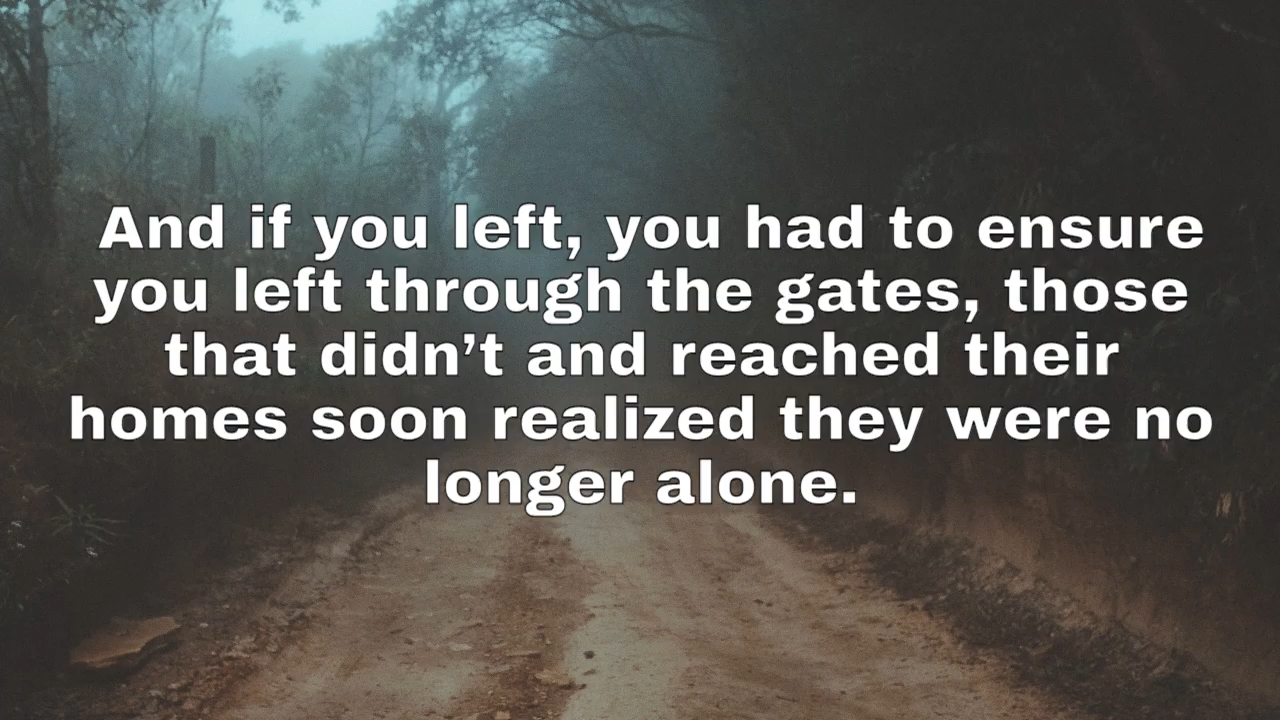 And if you left, you had to ensure
you left through the gates, those
that didn’t and reached their
homes soon realized they were no
longer alone.